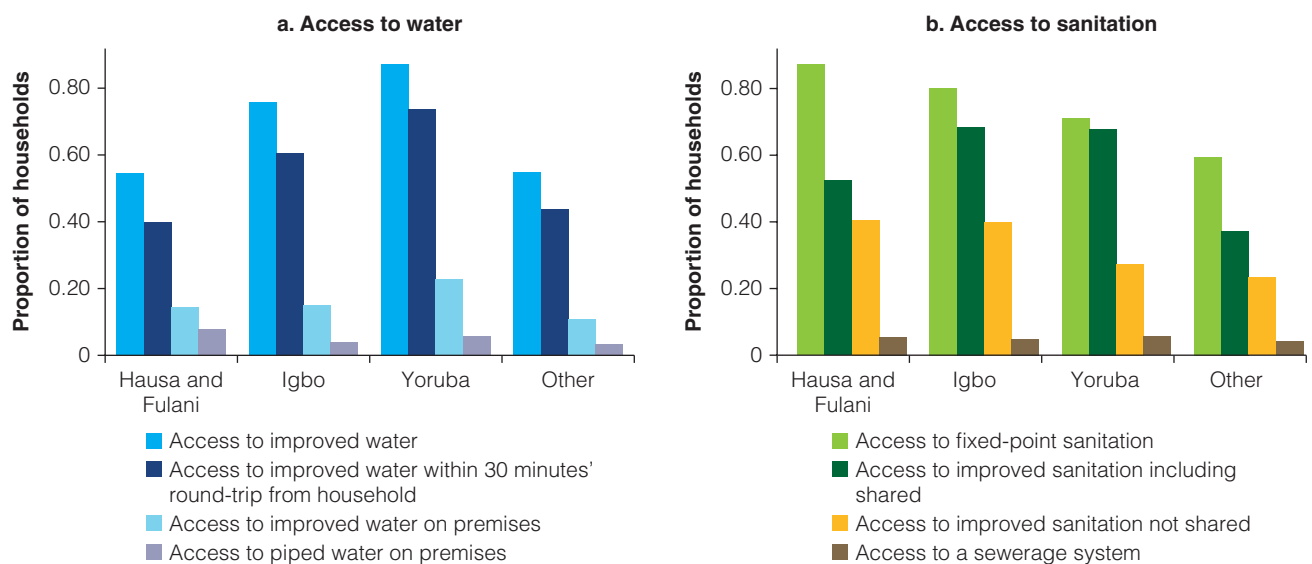 a. Access to water
Proportion of households
0.80
0.60
0.40
0.20
0
Hausa and
Fulani
Igbo
Yoruba
Other
Access to improved water
Access to improved water within 30 minutes’
round-trip from household
Access to improved water on premises
Access to piped water on premises
b. Access to sanitation
Proportion of households
0.80
0.60
0.40
0.20
0
Hausa and
Fulani
Igbo
Yoruba
Other
Access to fixed-point sanitation
Access to improved sanitation including
shared
Access to improved sanitation not shared
Access to a sewerage system